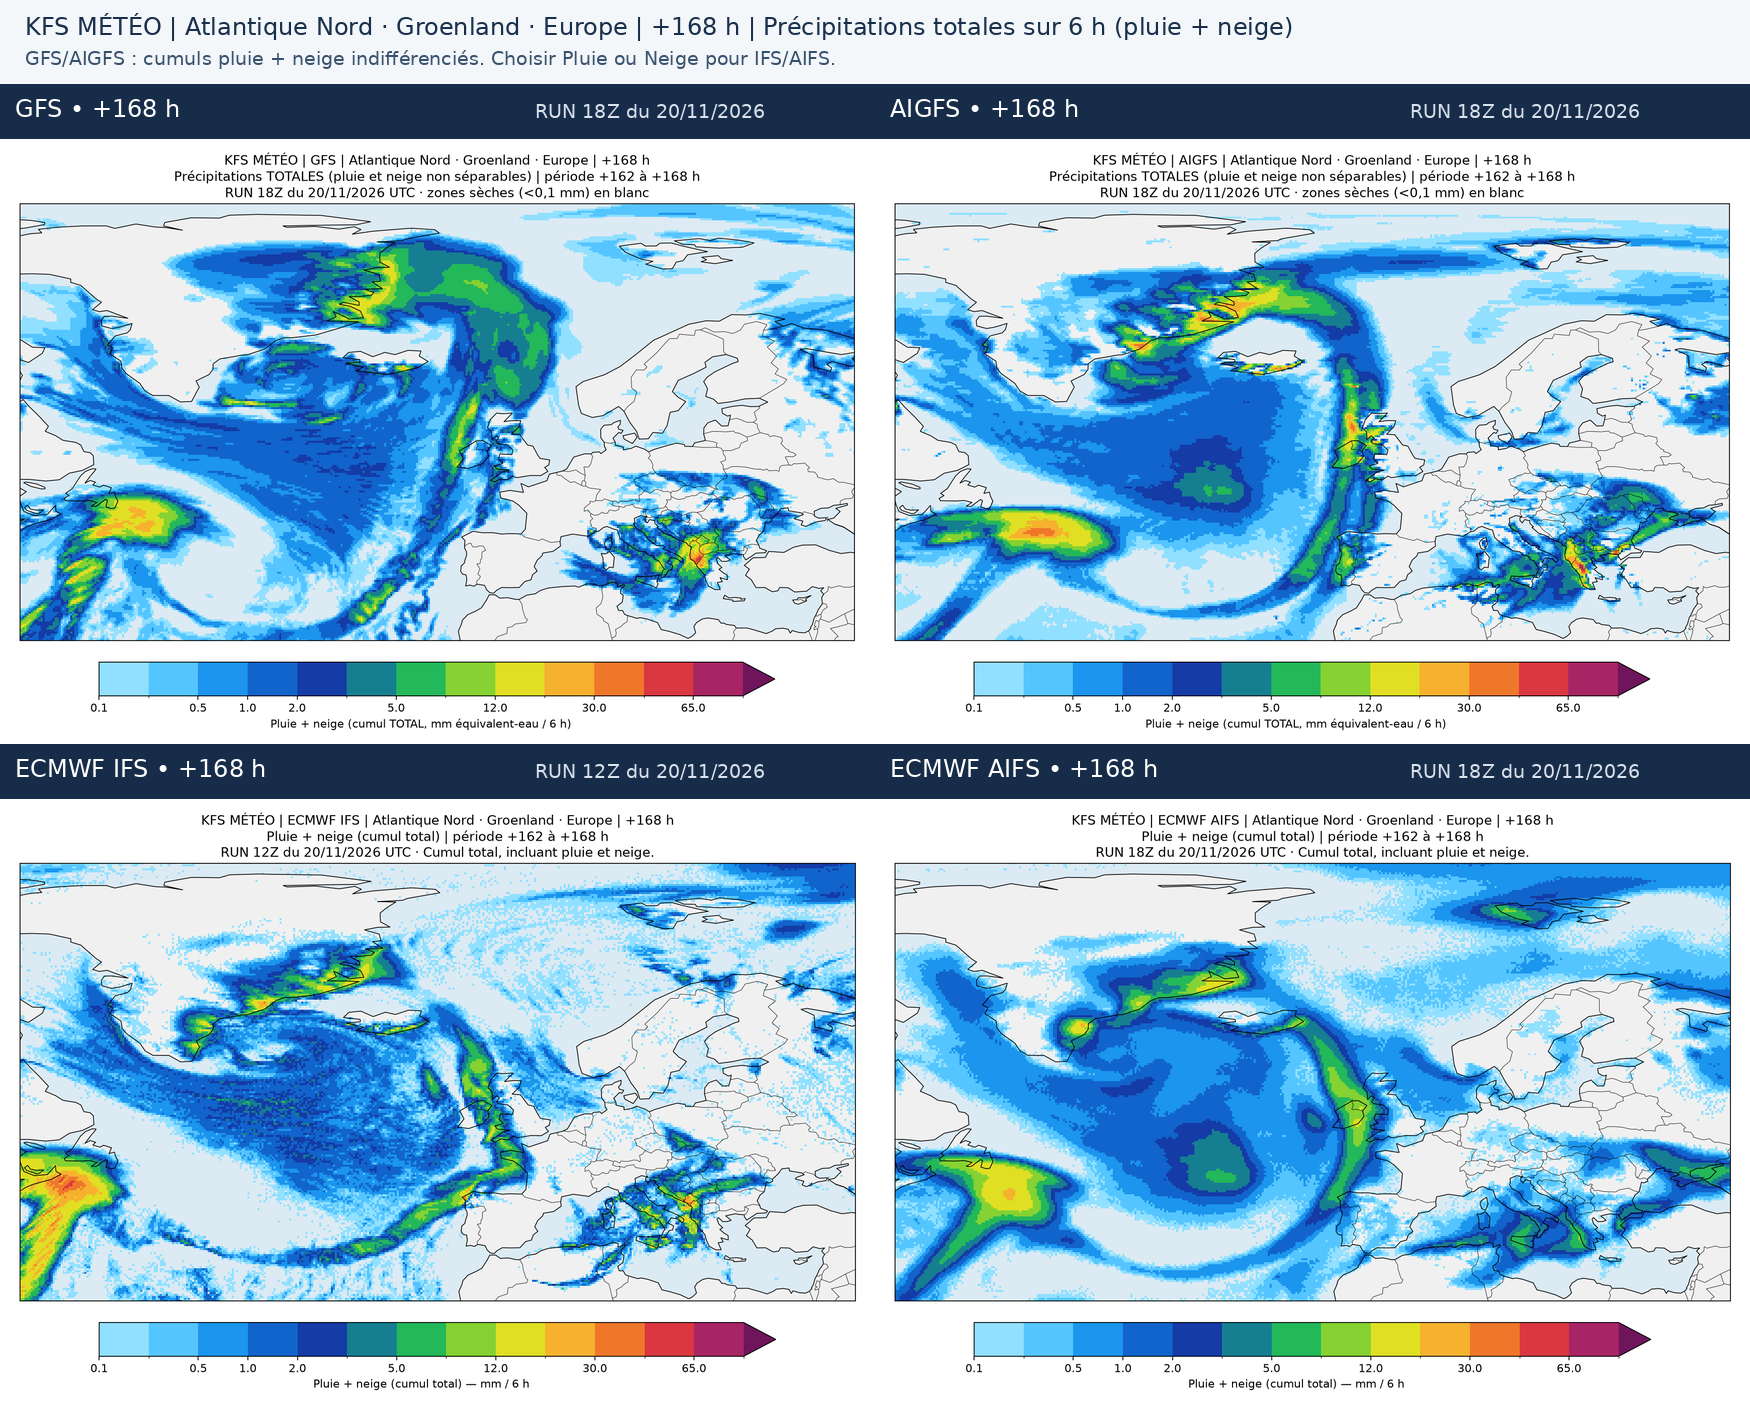 KFS MÉTÉO | Atlantique Nord · Groenland · Europe | +168 h | Précipitations totales sur 6 h (pluie + neige)
GFS/AIGFS : cumuls pluie + neige indifférenciés. Choisir Pluie ou Neige pour IFS/AIFS.
GFS • +168 h
RUN 18Z du 20/11/2026
KFS MÉTÉO | GFS | Atlantique Nord · Groenland · Europe | +168 h
Précipitations TOTALES (pluie et neige non séparables) | période +162 à +168 h
RUN 18Z du 20/11/2026 UTC · zones sèches (<0,1 mm) en blanc
0.1 0.5 1.0 2.0 5.0 12.0 30.0 65.0
Pluie + neige (cumul TOTAL, mm équivalent-eau / 6 h)
AIGFS • +168 h
RUN 18Z du 20/11/2026
KFS MÉTÉO | AIGFS | Atlantique Nord · Groenland · Europe | +168 h
Précipitations TOTALES (pluie et neige non séparables) | période +162 à +168 h
RUN 18Z du 20/11/2026 UTC · zones sèches (<0,1 mm) en blanc
0.1 0.5 1.0 2.0 5.0 12.0 30.0 65.0
Pluie + neige (cumul TOTAL, mm équivalent-eau / 6 h)
ECMWF IFS • +168 h
RUN 12Z du 20/11/2026
KFS MÉTÉO | ECMWF IFS | Atlantique Nord · Groenland · Europe | +168 h
Pluie + neige (cumul total) | période +162 à +168 h
RUN 12Z du 20/11/2026 UTC · Cumul total, incluant pluie et neige.
0.1 0.5 1.0 2.0 5.0 12.0 30.0 65.0
Pluie + neige (cumul total) — mm / 6 h
ECMWF AIFS • +168 h
RUN 18Z du 20/11/2026
KFS MÉTÉO | ECMWF AIFS | Atlantique Nord · Groenland · Europe | +168 h
Pluie + neige (cumul total) | période +162 à +168 h
RUN 18Z du 20/11/2026 UTC · Cumul total, incluant pluie et neige.
0.1 0.5 1.0 2.0 5.0 12.0 30.0 65.0
Pluie + neige (cumul total) — mm / 6 h